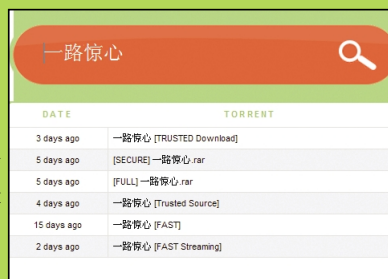 一路惊心
DATE TORRENT
3 days ago 一路惊心 [TRUSTED Download]
5 days ago [SECURE] 一路惊心.rar
5 days ago [FULL] 一路惊心.rar
4 days ago 一路惊心 [Trusted Source]
15 days ago 一路惊心 [FAST]
2 days ago 一路惊心 [FAST Streaming]